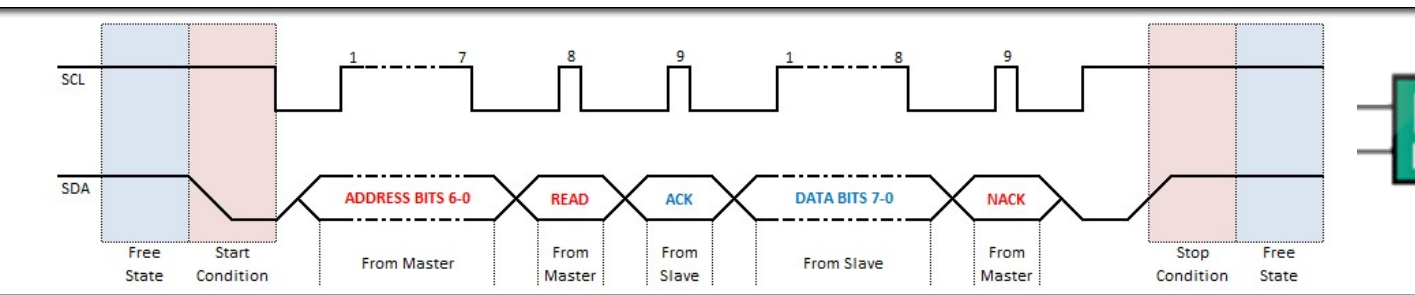 1 7 8 9 1 8 9
SCL
SDA
ADDRESS BITS 6-0 READ ACK DATA BITS 7-0 NACK
Free Start From From Stop Free
State Condition From Master Master Slave From Slave Master Condition State